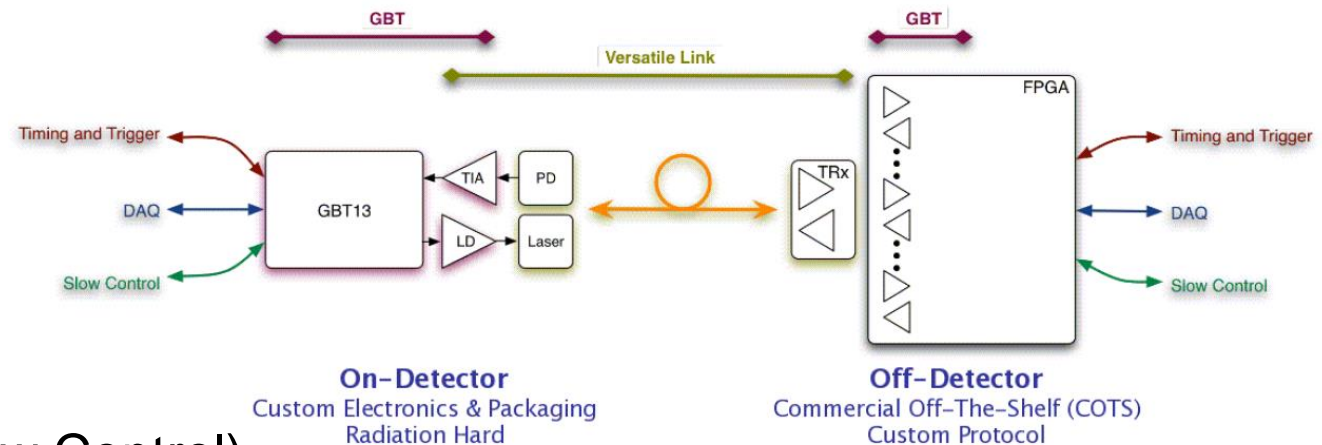 GBT
GBT
Versatile Link
FPGA
Timing and Trigger
DAQ
Slow Control
GBT13
TIA
PD
LD
Laser
TRx
Timing and Trigger
DAQ
Slow Control
On-Detector
Custom Electronics & Packaging
Radiation Hard
Off-Detector
Commercial Off-The-Shelf (COTS)
Custom Protocol
Control)